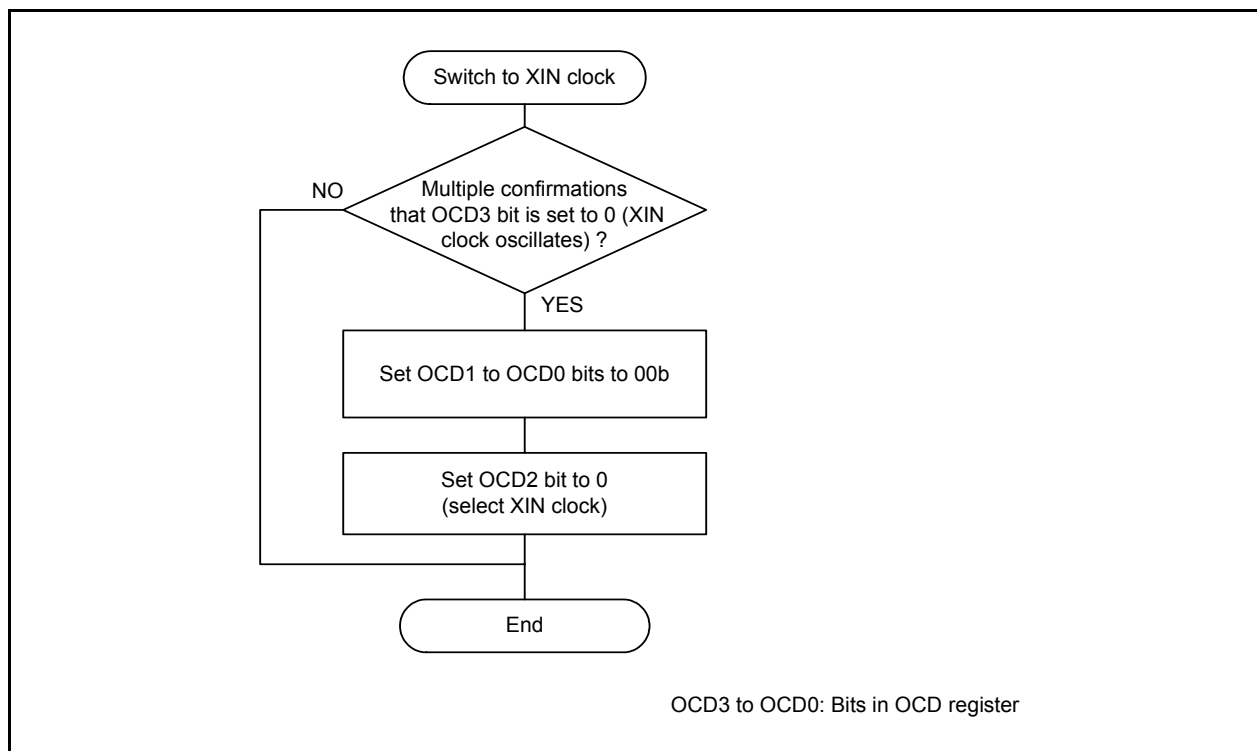 Switch to XIN clock
NO
Multiple confirmations
that OCD3 bit is set to 0 (XIN
clock oscillates) ?
YES
Set OCD1 to OCD0 bits to 00b
Set OCD2 bit to 0
(select XIN clock)
End
OCD3 to OCD0: Bits in OCD register